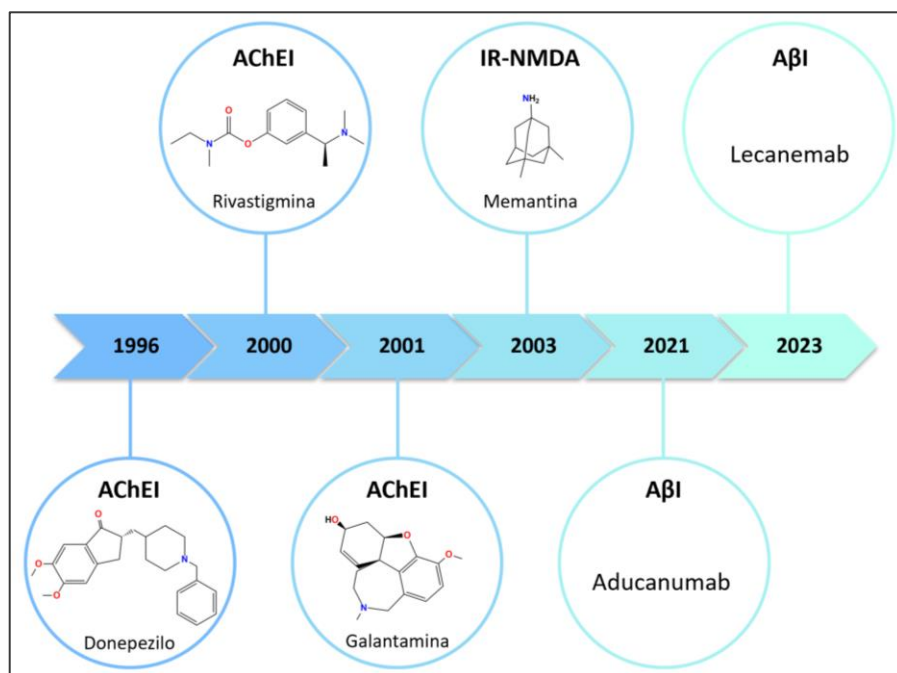 AChEI
O
N
O
N
Rivastigmina
IR-NMDA
NH₂
Memantina
AβI
Lecanemab
1996
2000
2001
2003
2021
2023
AChEI
O
O
O
N
Donepezilo
AChEI
HO
O
O
N
Galantamina
AβI
Aducanumab